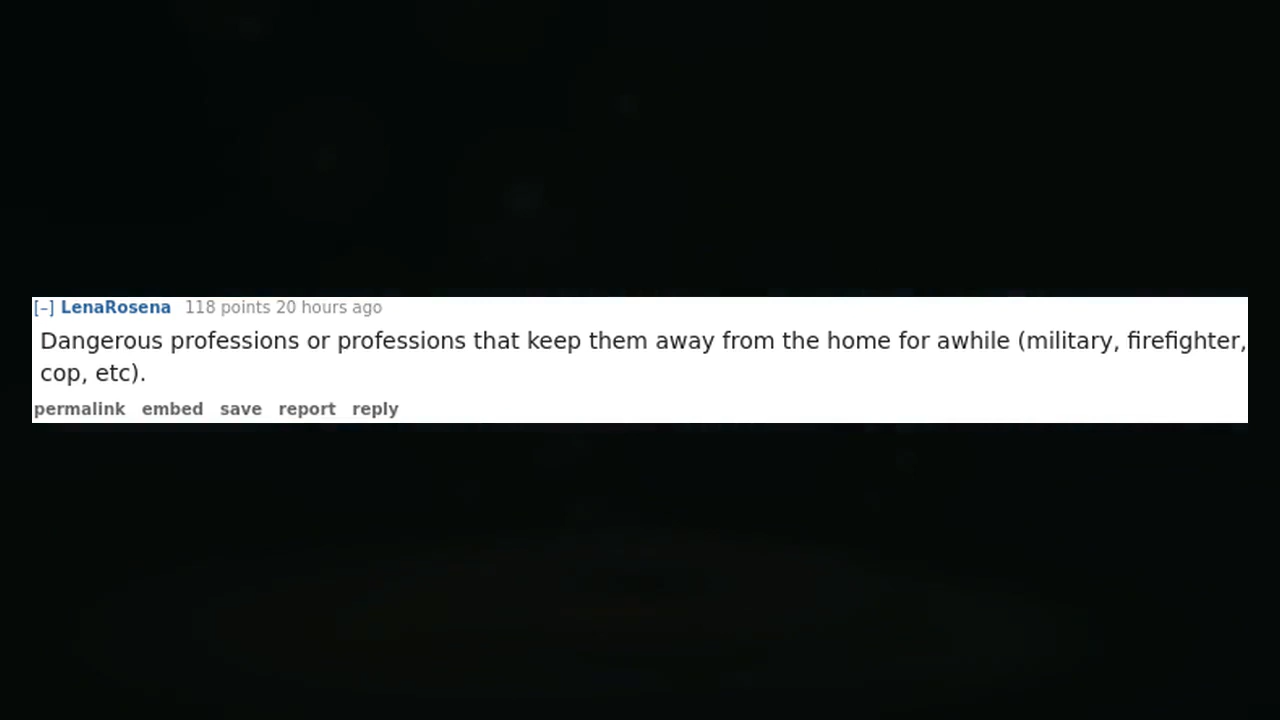 [–] LenaRosena 118 points 20 hours ago
Dangerous professions or professions that keep them away from the home for awhile (military, firefighter,
cop, etc).
permalink embed save report reply